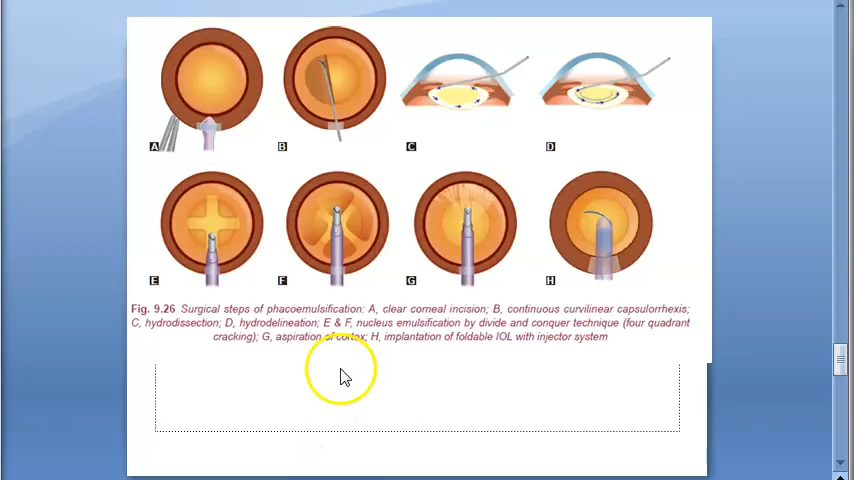 A
B
C
D
E
F
G
H
Fig. 9.26 Surgical steps of phacoemulsification: A, clear corneal incision; B, continuous curvilinear capsulorrhexis;
C, hydrodissection; D, hydrodelineation; E & F, nucleus emulsification by divide and conquer technique (four quadrant
cracking); G, aspiration of cortex; H, implantation of foldable IOL with injector system